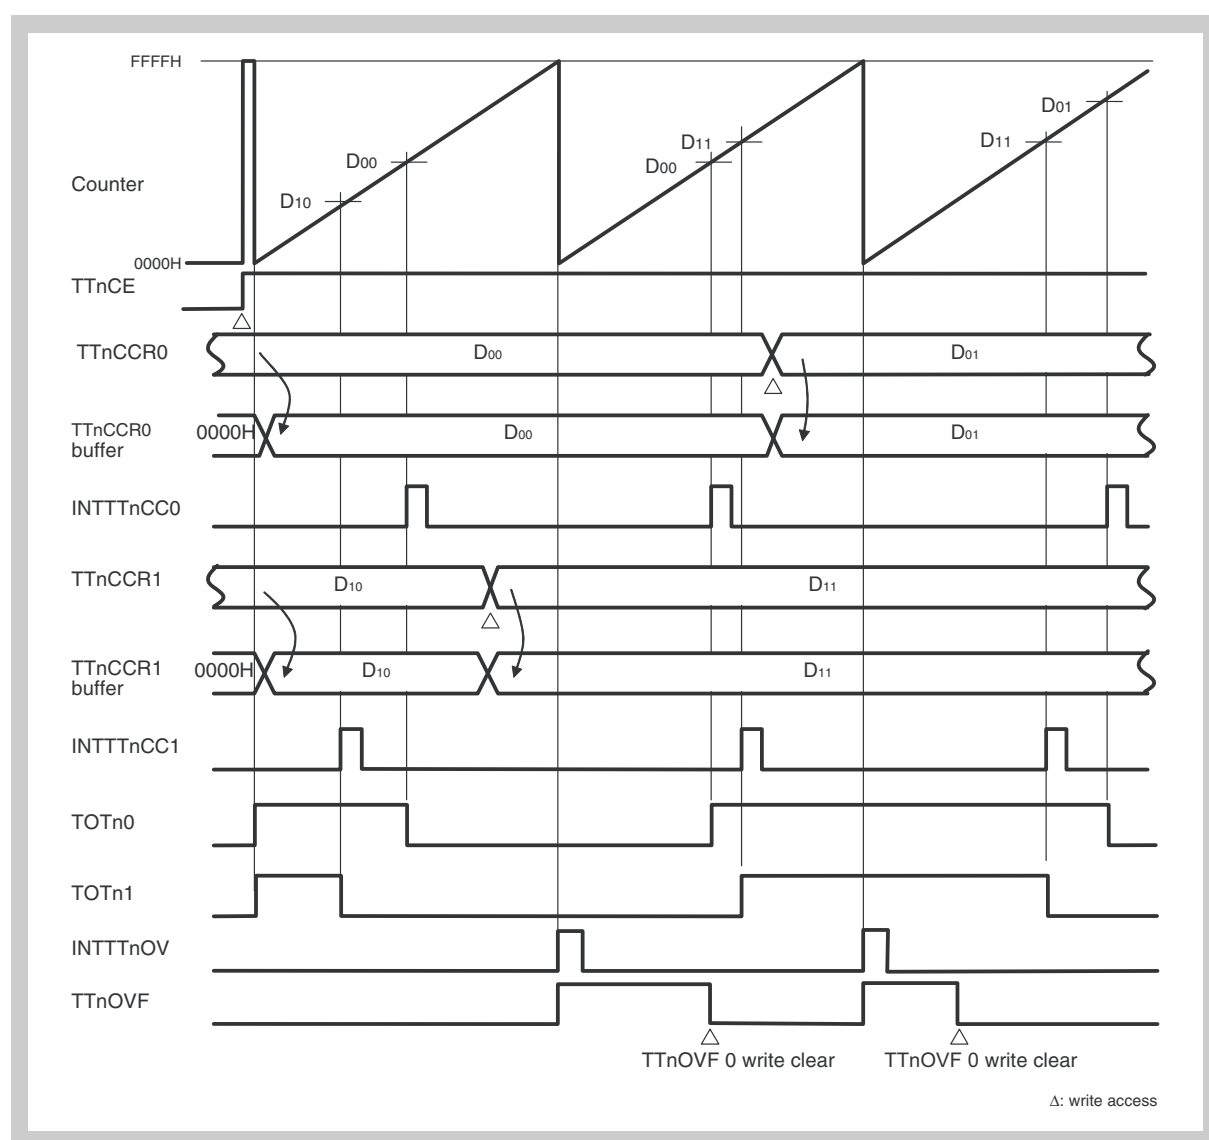 FFFFH
D01
D11
D11
D00
D00
Counter
D10
0000H
TTnCE
TTnCCR0
D00
D01
TTnCCR0
buffer
0000H
D00
D01
INTTTnCC0
TTnCCR1
D10
D11
TTnCCR1
buffer
0000H
D10
D11
INTTTnCC1
TOTn0
TOTn1
INTTTnOV
TTnOVF
TTnOVF 0 write clear
TTnOVF 0 write clear
Δ: write access